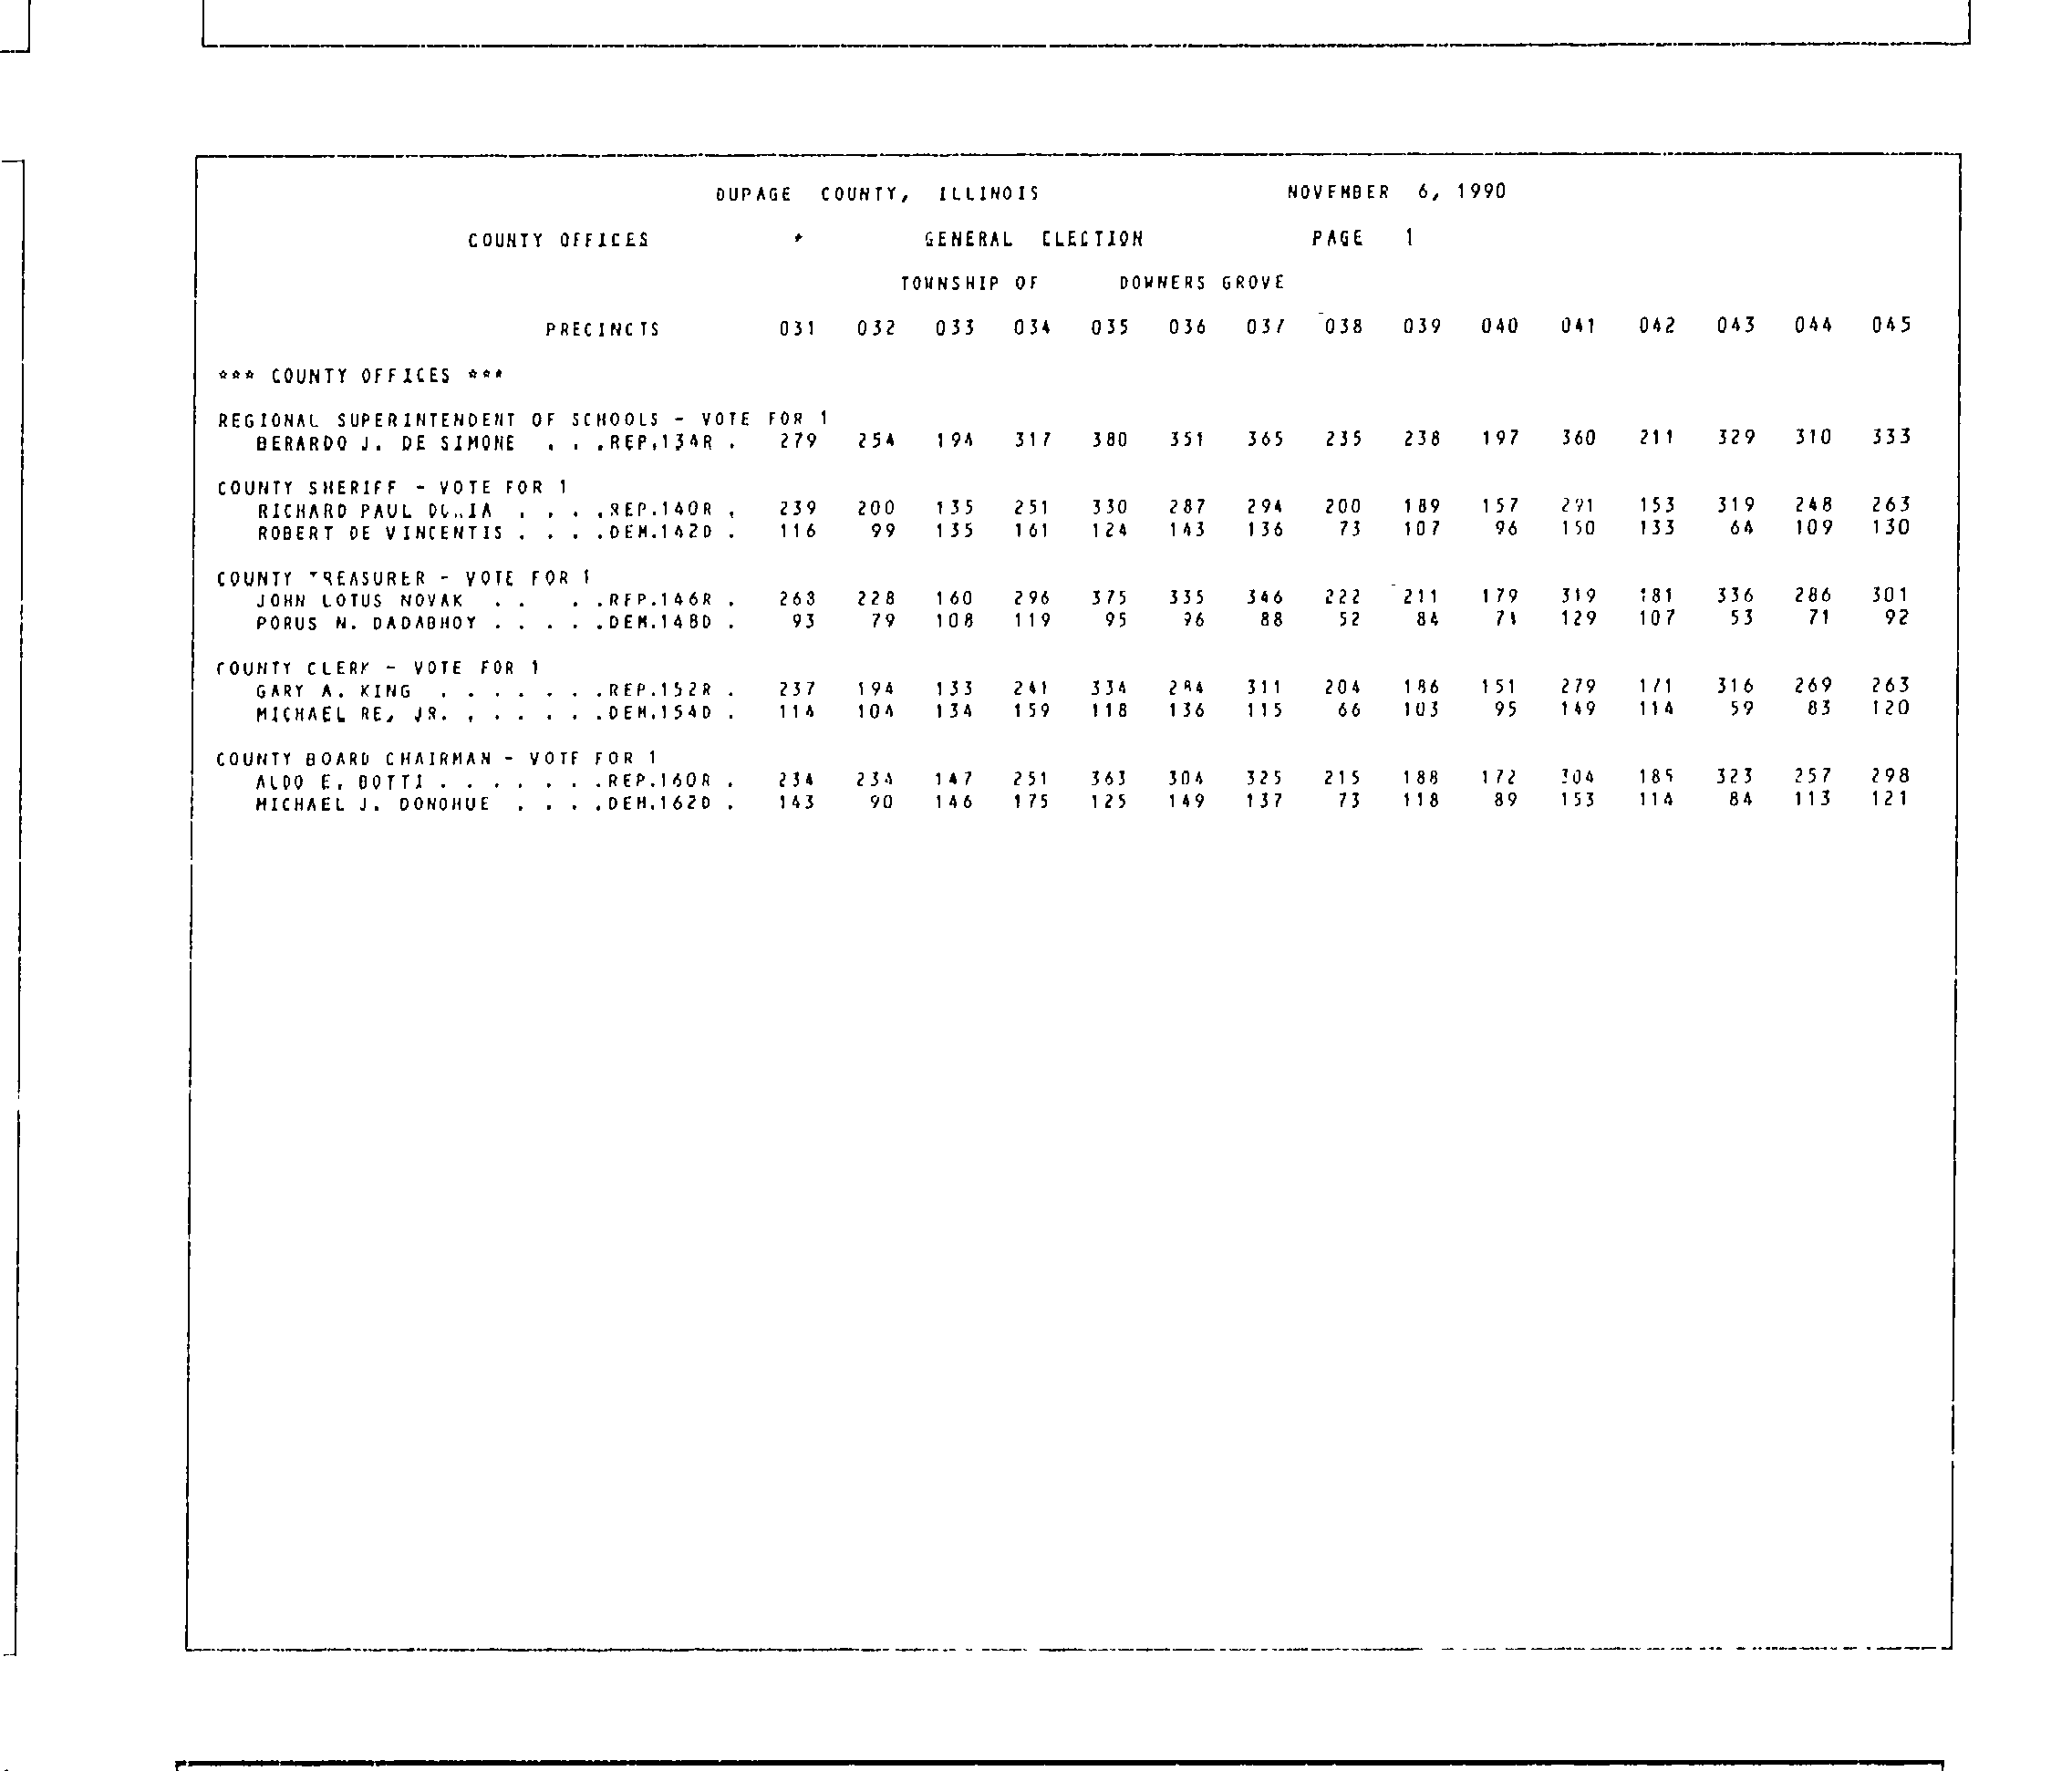 DUPAGE COUNTY, ILLINOIS NOVEMBER 6, 1990
COUNTY OFFICES * GENERAL ELECTION PAGE 1
TOWNSHIP OF DOWNERS GROVE
PRECINCTS 031 032 033 034 035 036 037 038 039 040 041 042 043 044 045
*** COUNTY OFFICES ***
REGIONAL SUPERINTENDENT OF SCHOOLS - VOTE FOR 1
BERARDO J. DE SIMONE . . .REP.134R . 279 254 194 317 380 351 365 235 238 197 360 211 329 310 333
COUNTY SHERIFF - VOTE FOR 1
RICHARD PAUL . . . .REP.140R . 239 200 135 251 330 287 294 200 189 157 291 153 319 248 263
ROBERT DE VINCENTIS . . . .DEM.142D . 116 99 135 161 124 143 136 73 107 96 150 133 64 109 130
COUNTY TREASURER - VOTE FOR 1
JOHN LOTUS NOVAK . . . .REP.146R . 268 228 160 296 375 335 346 222 211 179 319 181 336 286 301
PORUS N. DADABHOY . . . . .DEM.148D . 93 79 108 119 95 96 88 52 84 71 129 107 53 71 92
COUNTY CLERK - VOTE FOR 1
GARY A. KING . . . . . . .REP.152R . 237 194 133 241 334 284 311 204 186 151 279 171 316 269 263
MICHAEL RE, JR. . . . . . .DEM.154D . 114 104 134 159 118 136 115 66 103 95 149 114 59 83 120
COUNTY BOARD CHAIRMAN - VOTE FOR 1
ALDO E. BOTTI . . . . . . .REP.160R . 234 234 147 251 363 304 325 215 188 172 304 185 323 257 298
MICHAEL J. DONOHUE . . . .DEM.162D . 143 90 146 175 125 149 137 73 118 89 153 114 84 113 121